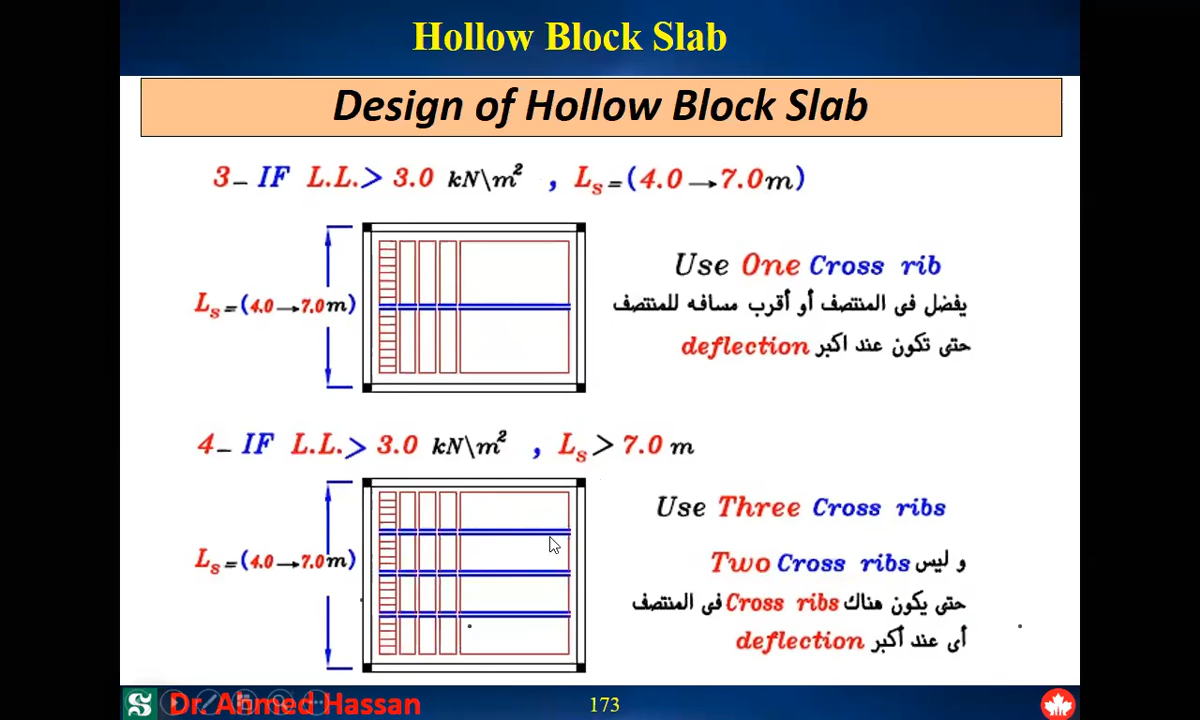 Hollow Block Slab
Design of Hollow Block Slab
3- IF L.L.> 3.0 kN\m² , Ls=(4.0→7.0m)
Ls=(4.0→7.0m)
Use One Cross rib
يفضل فى المنتصف أو أقرب مسافه للمنتصف
حتى تكون عند اكبر deflection
4- IF L.L.> 3.0 kN\m² , Ls> 7.0 m
Ls=(4.0→7.0m)
Use Three Cross ribs
و ليس Two Cross ribs
حتى يكون هناك Cross ribs فى المنتصف
أى عند أكبر deflection
Dr. Ahmed Hassan
173